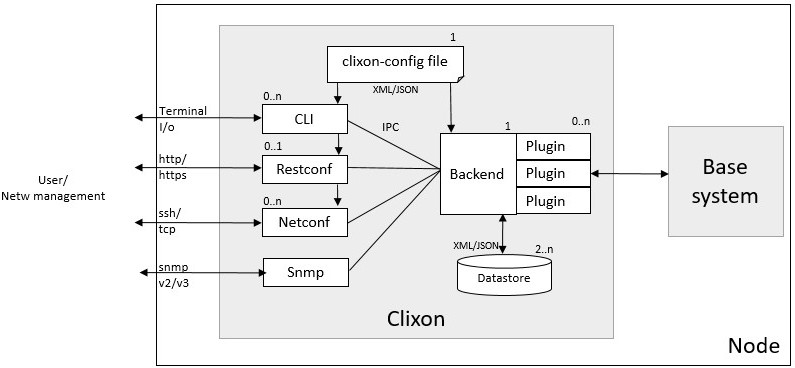 1
clixon-config file
XML/JSON
0..n
Terminal
I/o
CLI
IPC
0..1
http/
https
Restconf
1
0..n
Plugin
Backend
Plugin
Plugin
Base
system
User/
Netw management
0..n
ssh/
tcp
Netconf
XML/JSON
2..n
snmp
v2/v3
Snmp
Datastore
Clixon
Node